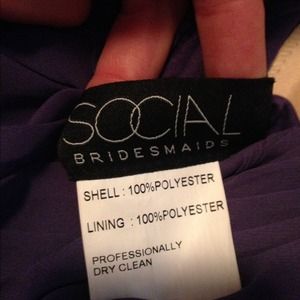 SOCIAL
BRIDESMAIDS
SHELL : 100%POLYESTER
LINING : 100%POLYESTER
PROFESSIONALLY
DRY CLEAN